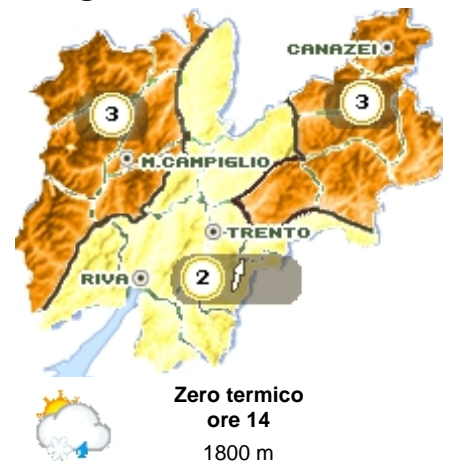 CANAZEI
3
3
M.CAMPIGLIO
TRENTO
RIVA
2
Zero termico
ore 14
1800 m